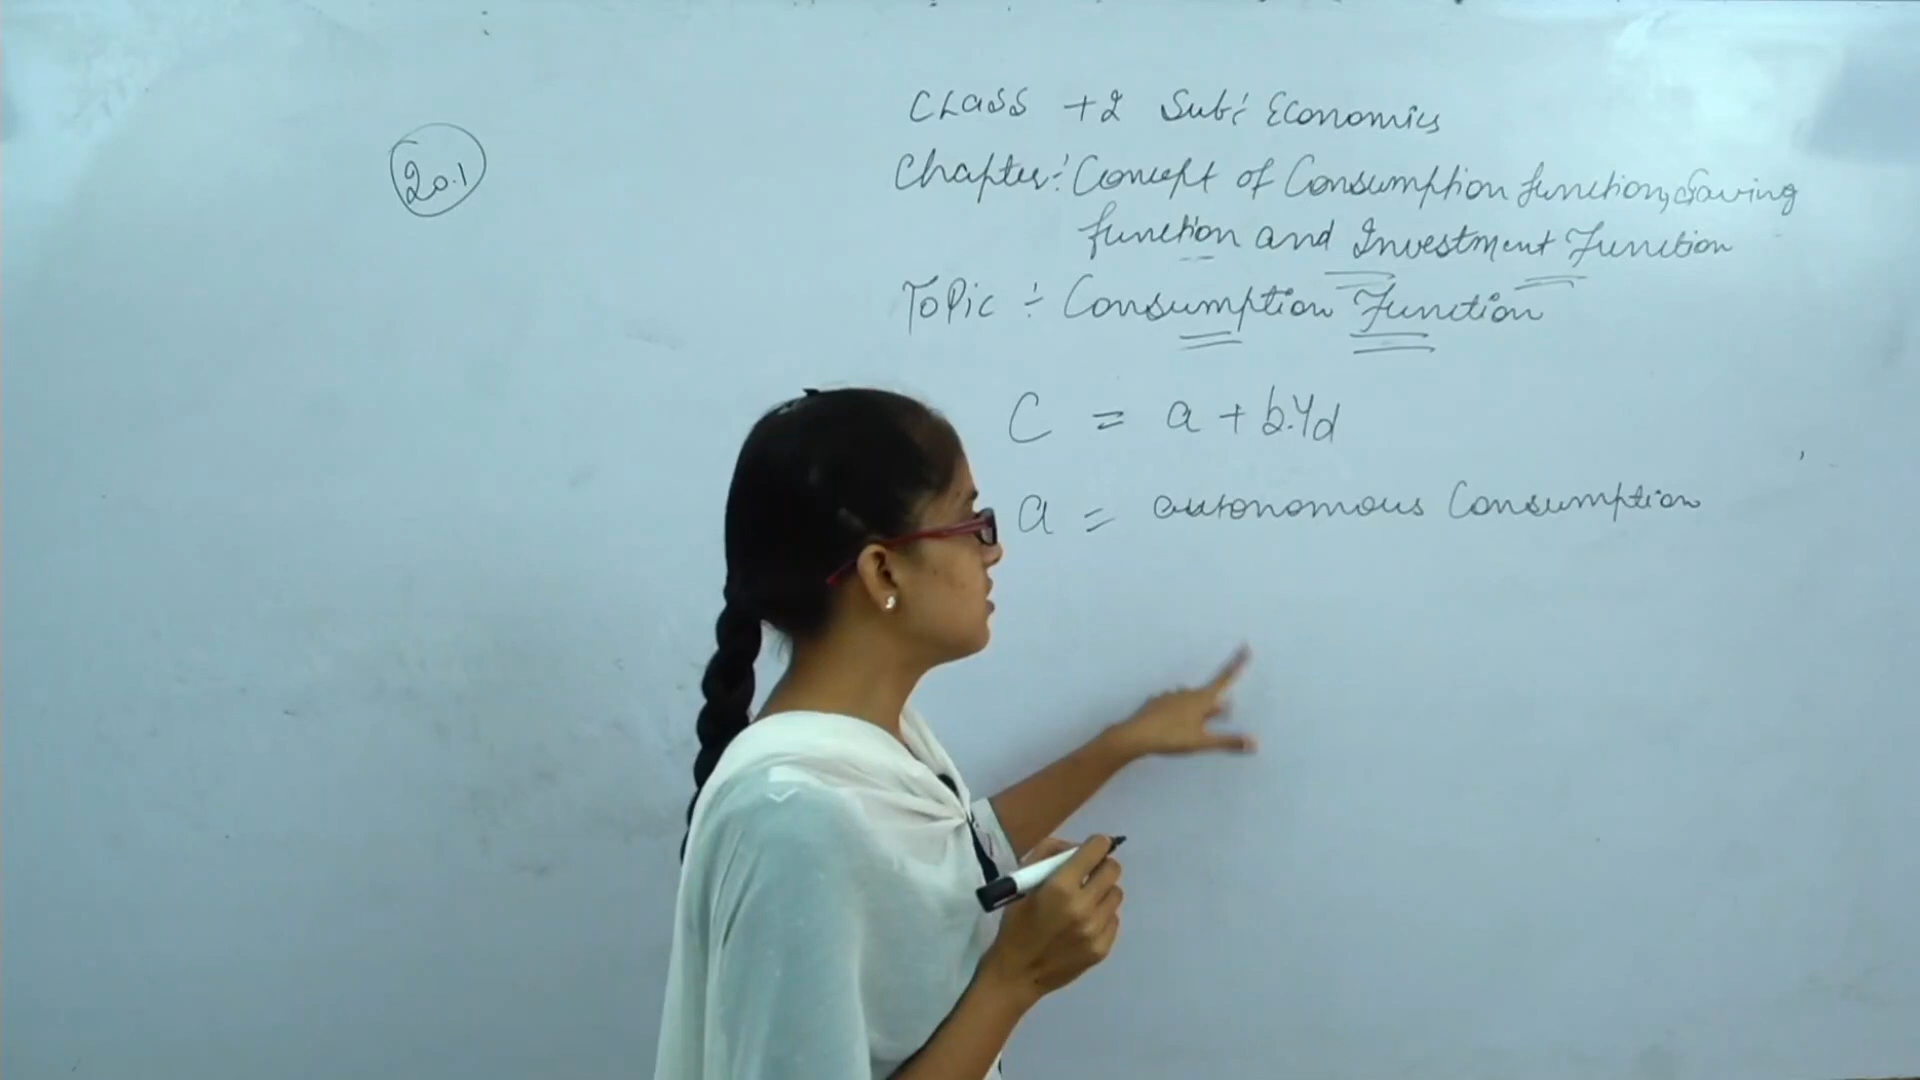 20.1
Class +2 Sub:- Economics
Chapter:- Concept of Consumption function, Saving
function and Investment Function
Topic :- Consumption Function
C = a + b.Yd
a = autonomous Consumption